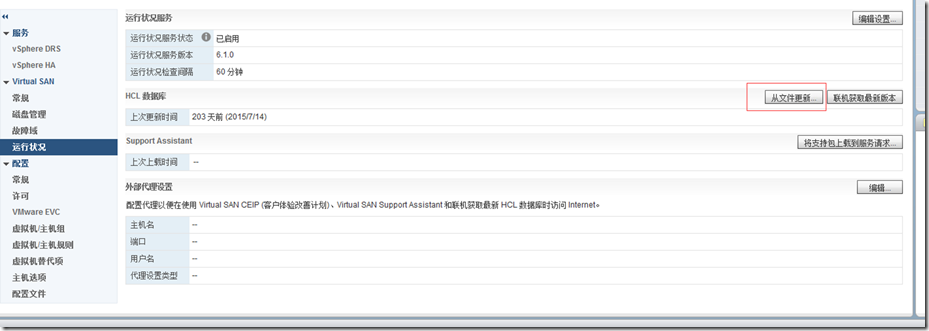 服务
vSphere DRS
vSphere HA
Virtual SAN
常规
磁盘管理
故障域
运行状况
配置
常规
许可
VMware EVC
虚拟机/主机组
虚拟机/主机规则
虚拟机替代项
主机选项
配置文件
运行状况服务 编辑设置...
运行状况服务状态 已启用
运行状况服务版本 6.1.0
运行状况检查间隔 60 分钟
HCL 数据库 从文件更新... 联机获取最新版本
上次更新时间 203 天前 (2015/7/14)
Support Assistant 将支持包上载到服务请求...
上次上载时间 --
外部代理设置 编辑...
配置代理以便在使用 Virtual SAN CEIP (客户体验改善计划)、Virtual SAN Support Assistant 和联机获取最新 HCL 数据库时访问 Internet。
主机名 --
端口 --
用户名 --
代理设置类型 --